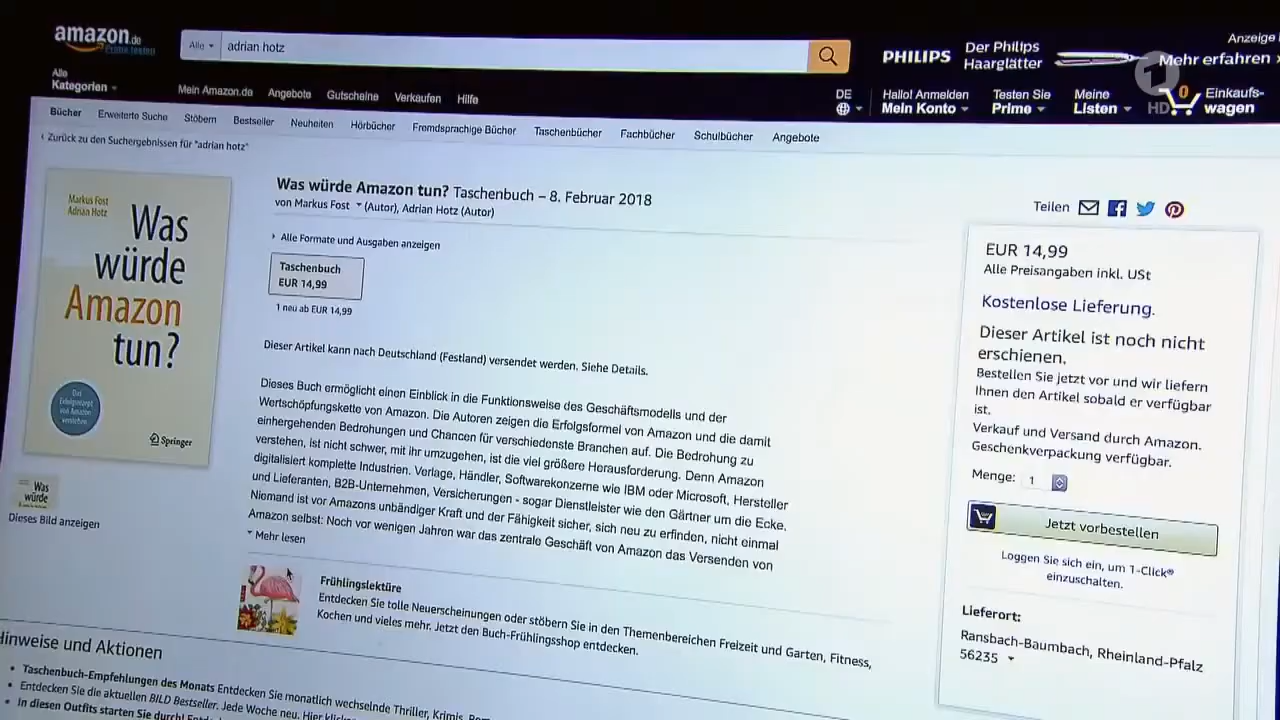 amazon.de
Prime testen
Alle
adrian hotz
PHILIPS
Der Philips
Haarglätter
Anzeige
Mehr erfahren
Alle
Kategorien
Mein Amazon.de
Angebote
Gutscheine
Verkaufen
Hilfe
DE
Hallo! Anmelden
Mein Konto
Testen Sie
Prime
Meine
Listen
0
Einkaufs-
wagen
1
HD
Bücher
Erweiterte Suche
Stöbern
Bestseller
Neuheiten
Hörbücher
Fremdsprachige Bücher
Taschenbücher
Fachbücher
Schulbücher
Angebote
‹ Zurück zu den Suchergebnissen für "adrian hotz"
Markus Fost
Adrian Hotz
Was
würde
Amazon
tun?
Das
Erfolgsrezept
von Amazon
verstehen
Springer
Was
würde
Dieses Bild anzeigen
Was würde Amazon tun? Taschenbuch – 8. Februar 2018
von Markus Fost (Autor), Adrian Hotz (Autor)
Alle Formate und Ausgaben anzeigen
Taschenbuch
EUR 14,99
1 neu ab EUR 14,99
Dieser Artikel kann nach Deutschland (Festland) versendet werden. Siehe Details.
Dieses Buch ermöglicht einen Einblick in die Funktionsweise des Geschäftsmodells und der
Wertschöpfungskette von Amazon. Die Autoren zeigen die Erfolgsformel von Amazon und die damit
einhergehenden Bedrohungen und Chancen für verschiedenste Branchen auf. Die Bedrohung zu
verstehen, ist nicht schwer, mit ihr umzugehen, ist die viel größere Herausforderung. Denn Amazon
digitalisiert komplette Industrien. Verlage, Händler, Softwarekonzerne wie IBM oder Microsoft, Hersteller
und Lieferanten, B2B-Unternehmen, Versicherungen - sogar Dienstleister wie den Gärtner um die Ecke.
Niemand ist vor Amazons unbändiger Kraft und der Fähigkeit sicher, sich neu zu erfinden, nicht einmal
Amazon selbst: Noch vor wenigen Jahren war das zentrale Geschäft von Amazon das Versenden von
Mehr lesen
Frühlingslektüre
Entdecken Sie tolle Neuerscheinungen oder stöbern Sie in den Themenbereichen Freizeit und Garten, Fitness,
Kochen und vieles mehr. Jetzt den Buch-Frühlingsshop entdecken.
Hinweise und Aktionen
• Taschenbuch-Empfehlungen des Monats Entdecken Sie monatlich wechselnde Thriller, Krimis,
• Entdecken Sie die aktuellen BILD Bestseller. Jede Woche neu. Hier
• In diesen Outfits starten Sie durch!
Teilen
EUR 14,99
Alle Preisangaben inkl. USt
Kostenlose Lieferung.
Dieser Artikel ist noch nicht
erschienen.
Bestellen Sie jetzt vor und wir liefern
Ihnen den Artikel sobald er verfügbar
ist.
Verkauf und Versand durch Amazon.
Geschenkverpackung verfügbar.
Menge: 1
Jetzt vorbestellen
Loggen Sie sich ein, um 1-Click®
einzuschalten.
Lieferort:
Ransbach-Baumbach, Rheinland-Pfalz
56235